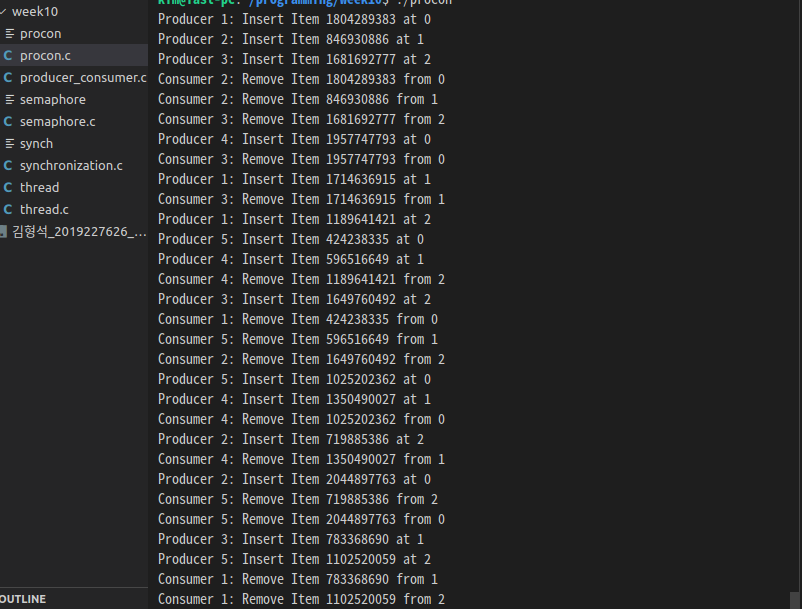 week10
procon
procon.c
producer_consumer.c
semaphore
semaphore.c
synch
synchronization.c
thread
thread.c
김형석_2019227626_...
OUTLINE
kim@fast-pc:~/programming/week10$ ./procon
Producer 1: Insert Item 1804289383 at 0
Producer 2: Insert Item 846930886 at 1
Producer 3: Insert Item 1681692777 at 2
Consumer 2: Remove Item 1804289383 from 0
Consumer 2: Remove Item 846930886 from 1
Consumer 3: Remove Item 1681692777 from 2
Producer 4: Insert Item 1957747793 at 0
Consumer 3: Remove Item 1957747793 from 0
Producer 1: Insert Item 1714636915 at 1
Consumer 3: Remove Item 1714636915 from 1
Producer 1: Insert Item 1189641421 at 2
Producer 5: Insert Item 424238335 at 0
Producer 4: Insert Item 596516649 at 1
Consumer 4: Remove Item 1189641421 from 2
Producer 3: Insert Item 1649760492 at 2
Consumer 1: Remove Item 424238335 from 0
Consumer 5: Remove Item 596516649 from 1
Consumer 2: Remove Item 1649760492 from 2
Producer 5: Insert Item 1025202362 at 0
Producer 4: Insert Item 1350490027 at 1
Consumer 4: Remove Item 1025202362 from 0
Producer 2: Insert Item 719885386 at 2
Consumer 4: Remove Item 1350490027 from 1
Producer 2: Insert Item 2044897763 at 0
Consumer 5: Remove Item 719885386 from 2
Consumer 5: Remove Item 2044897763 from 0
Producer 3: Insert Item 783368690 at 1
Producer 5: Insert Item 1102520059 at 2
Consumer 1: Remove Item 783368690 from 1
Consumer 1: Remove Item 1102520059 from 2